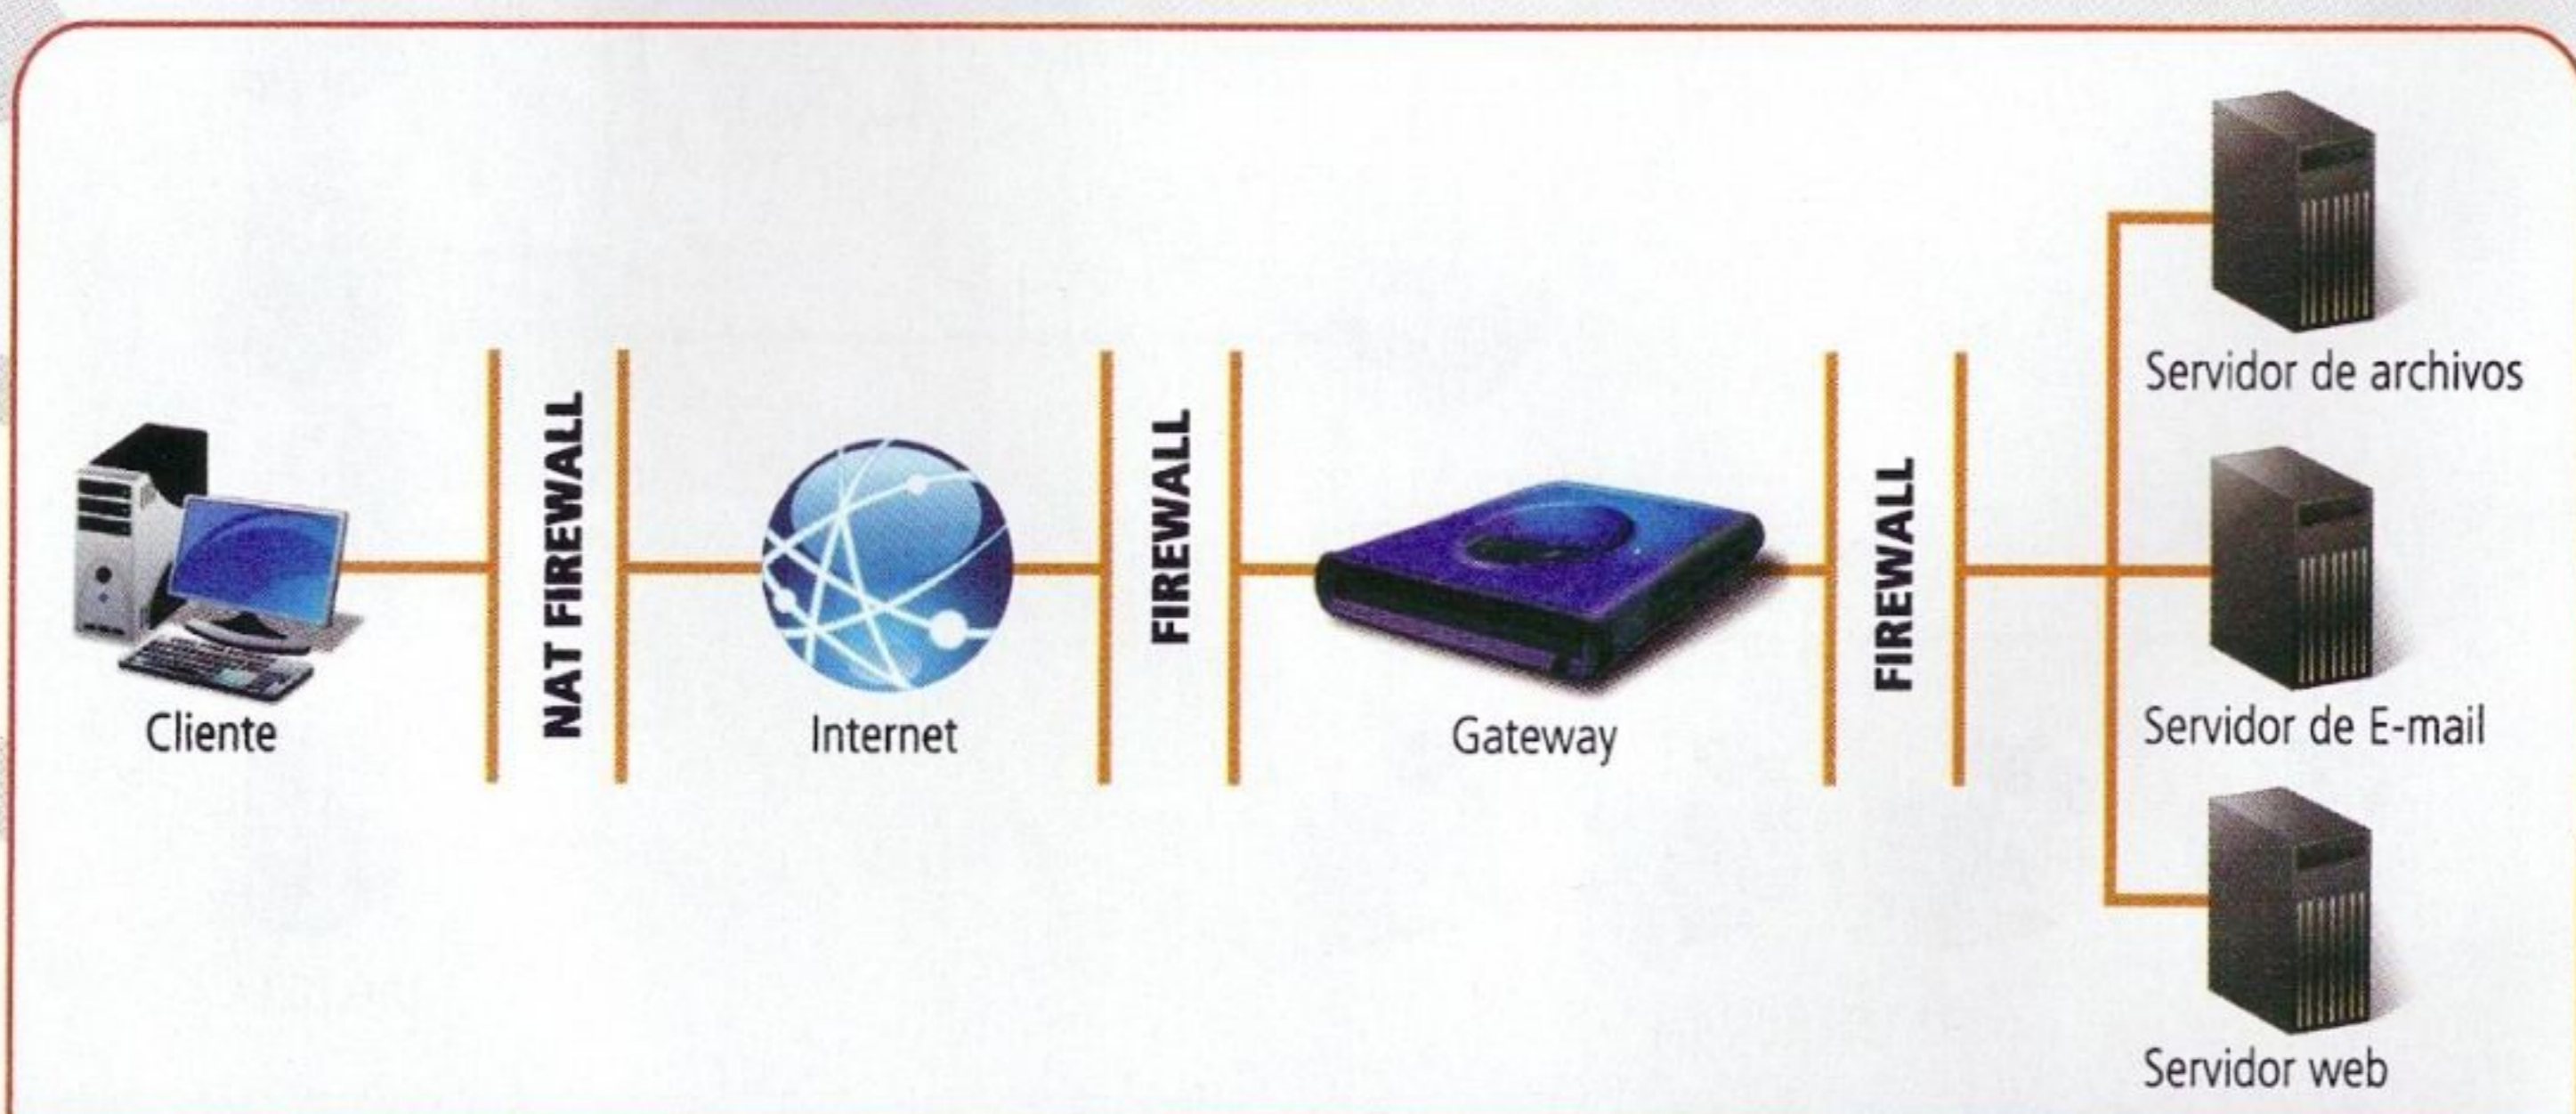 Cliente
NAT FIREWALL
Internet
FIREWALL
Gateway
FIREWALL
Servidor de archivos
Servidor de E-mail
Servidor web